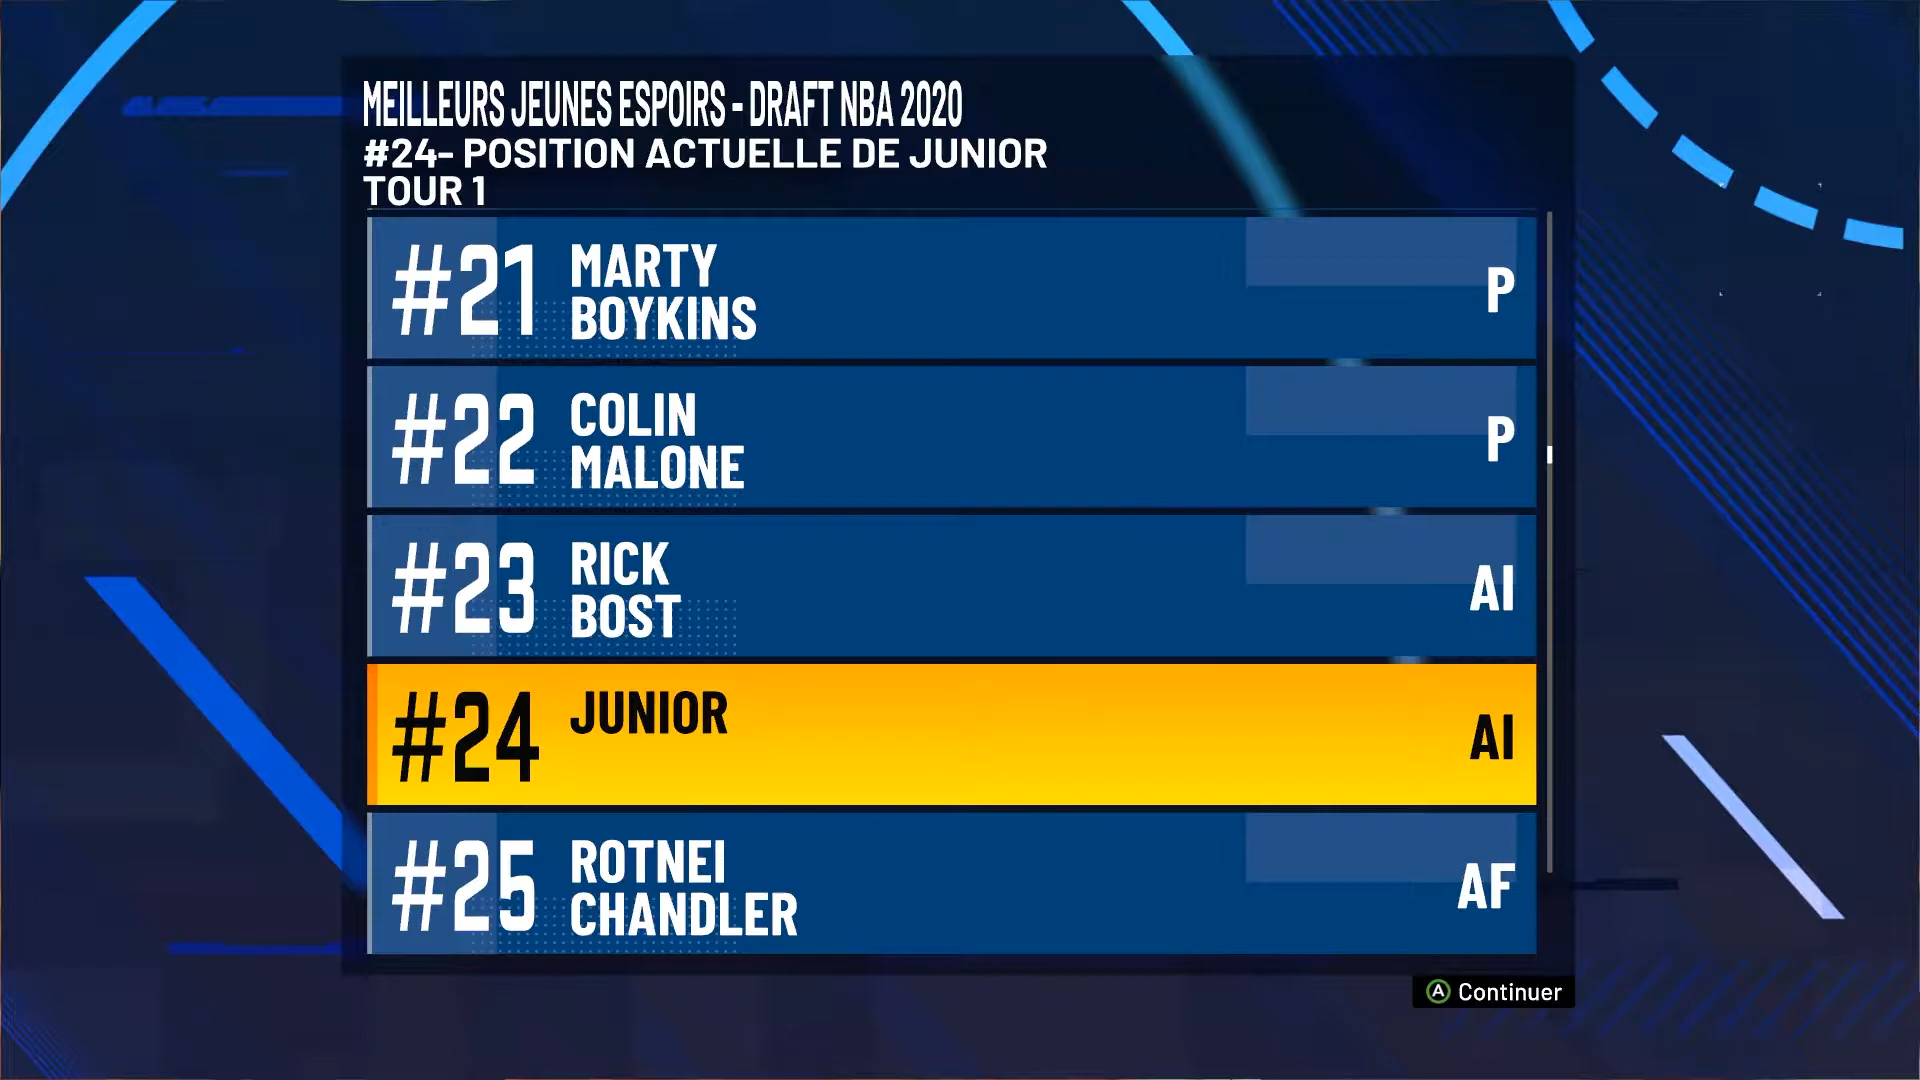 MEILLEURS JEUNES ESPOIRS - DRAFT NBA 2020
#24- POSITION ACTUELLE DE JUNIOR
TOUR 1
#21 MARTY BOYKINS P
#22 COLIN MALONE P
#23 RICK BOST AI
#24 JUNIOR AI
#25 ROTNEI CHANDLER AF
A Continuer